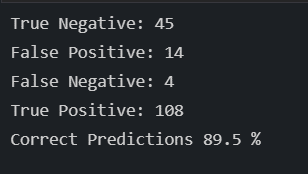 True Negative: 45
False Positive: 14
False Negative: 4
True Positive: 108
Correct Predictions 89.5 %